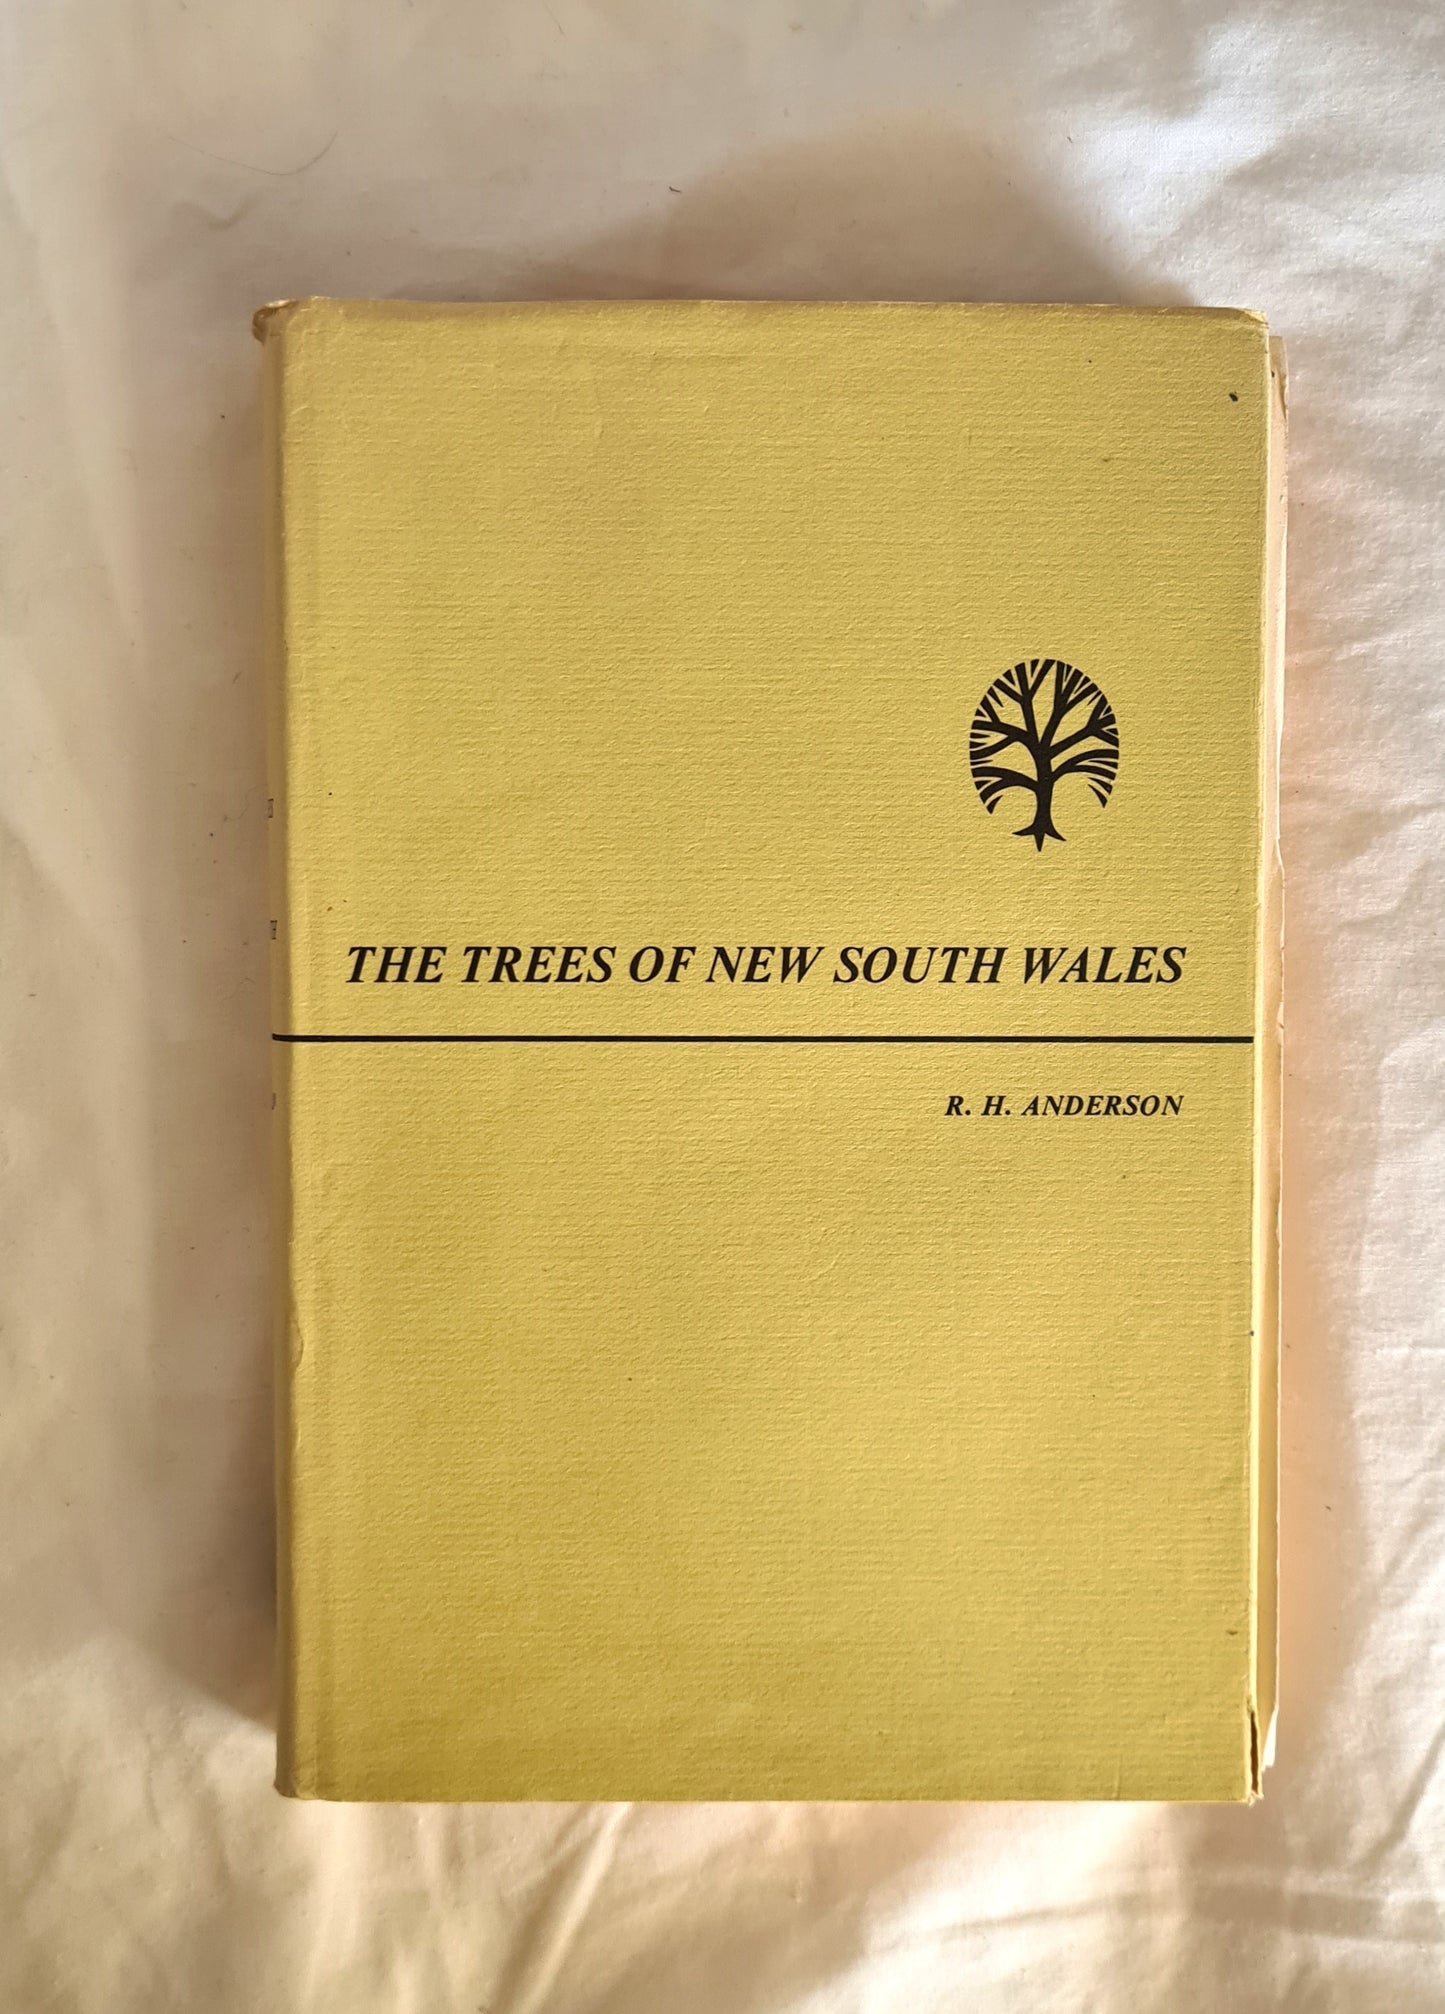 THE TREES OF NEW SOUTH WALES
R. H. ANDERSON